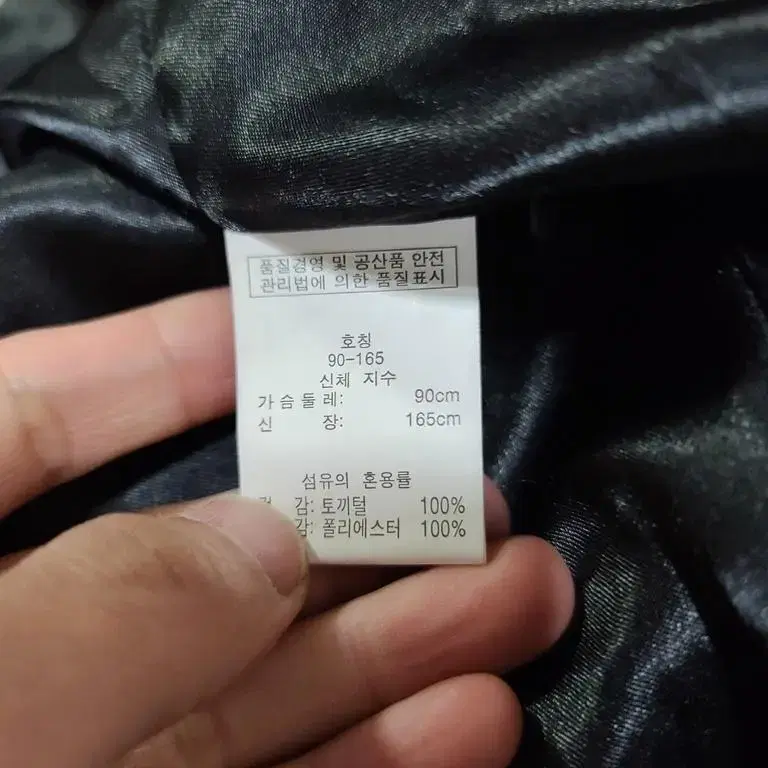 품질경영 및 공산품 안전
관리법에 의한 품질표시
호칭
90-165
신체 지수
가슴둘레: 90cm
신 장: 165cm
섬유의 혼용률
감: 토끼털 100%
감: 폴리에스터 100%